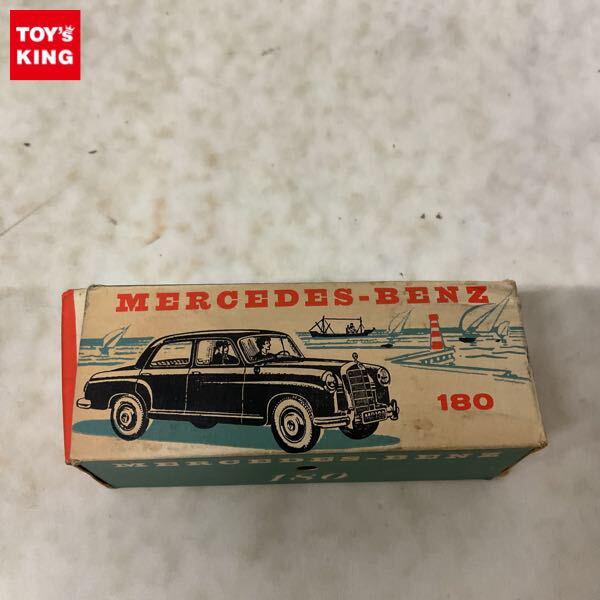 TOY'S
KING
MERCEDES-BENZ
180
MERCEDES-BENZ
180